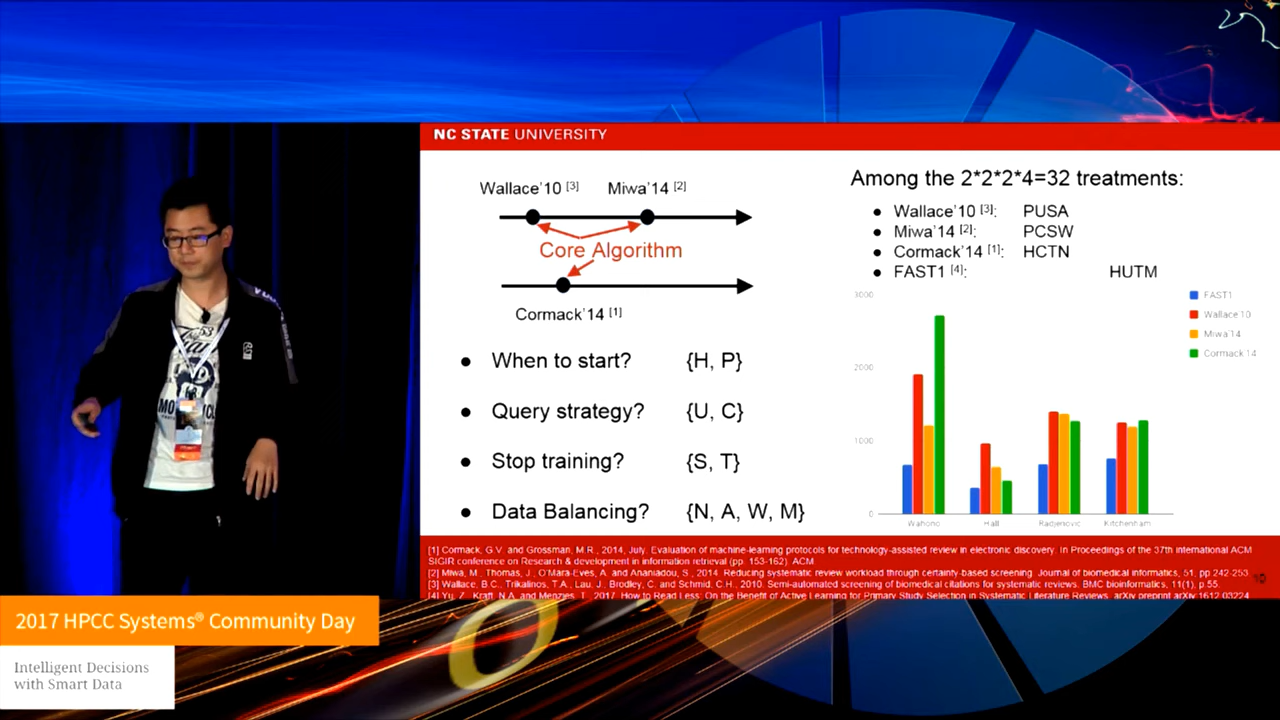 NC STATE UNIVERSITY
Wallace'10 [3] Miwa'14 [2]
Core Algorithm
Cormack'14 [1]
● When to start? {H, P}
● Query strategy? {U, C}
● Stop training? {S, T}
● Data Balancing? {N, A, W, M}
Among the 2*2*2*4=32 treatments:
● Wallace'10 [3]: PUSA
● Miwa'14 [2]: PCSW
● Cormack'14 [1]: HCTN
● FAST1 [4]: HUTM
3000
2000
1000
0
Wahono Hall Radjenovic Kitchenham
FAST1
Wallace'10
Miwa'14
Cormack'14
[1] Cormack, G.V. and Grossman, M.R., 2014, July. Evaluation of machine-learning protocols for technology-assisted review in electronic discovery. In Proceedings of the 37th international ACM
SIGIR conference on Research & development in information retrieval (pp. 153-162). ACM
[2] Miwa, M., Thomas, J., O'Mara-Eves, A. and Ananiadou, S., 2014. Reducing systematic review workload through certainty-based screening. Journal of biomedical informatics, 51, pp.242-253
[3] Wallace, B.C., Trikalinos, T.A., Lau, J., Brodley, C. and Schmid, C.H., 2010. Semi-automated screening of biomedical citations for systematic reviews. BMC bioinformatics, 11(1), p.55.
[4] Yu, Z., Kraft, N.A. and Menzies, T., 2017. How to Read Less: On the Benefit of Active Learning for Primary Study Selection in Systematic Literature Reviews. arXiv preprint arXiv:1612.03224
10
2017 HPCC Systems® Community Day
Intelligent Decisions
with Smart Data